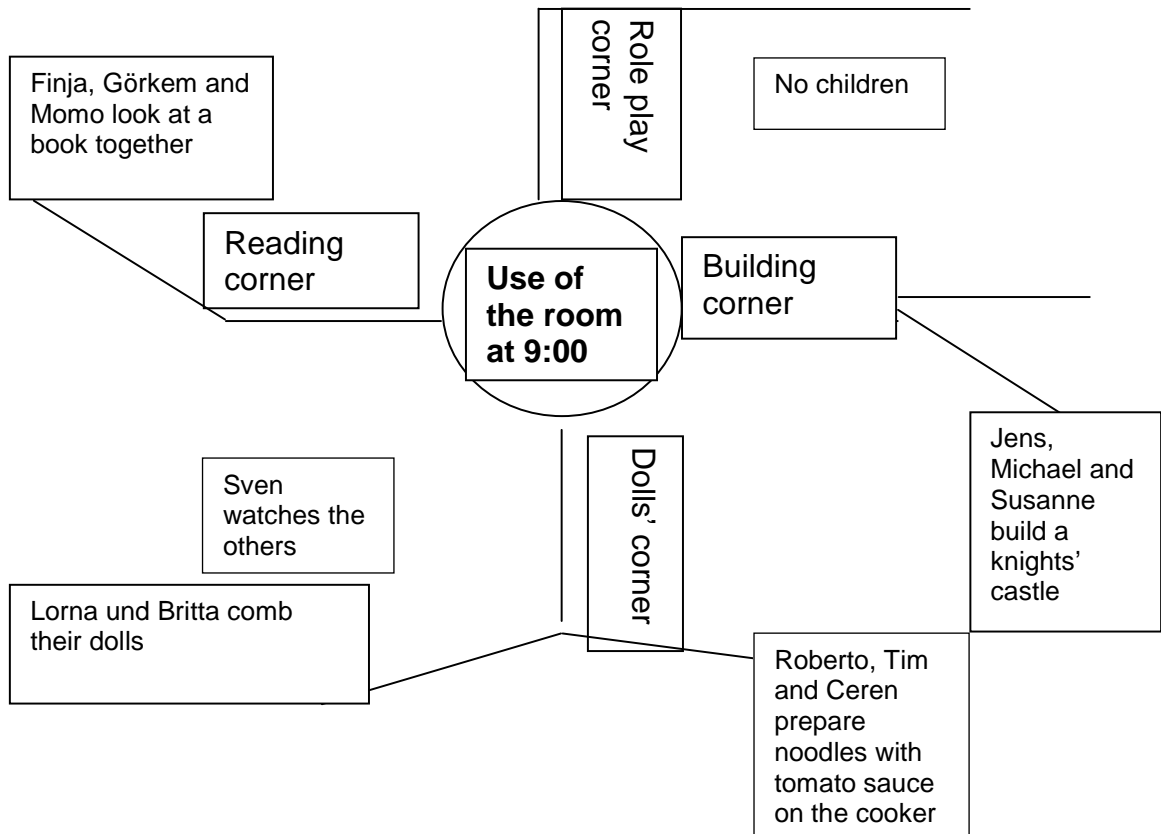 Role play
corner
No children
Finja, Görkem and
Momo look at a
book together
Reading
corner
Use of
the room
at 9:00
Building
corner
Jens,
Michael and
Susanne
build a
knights’
castle
Sven
watches the
others
Dolls’ corner
Lorna und Britta comb
their dolls
Roberto, Tim
and Ceren
prepare
noodles with
tomato sauce
on the cooker